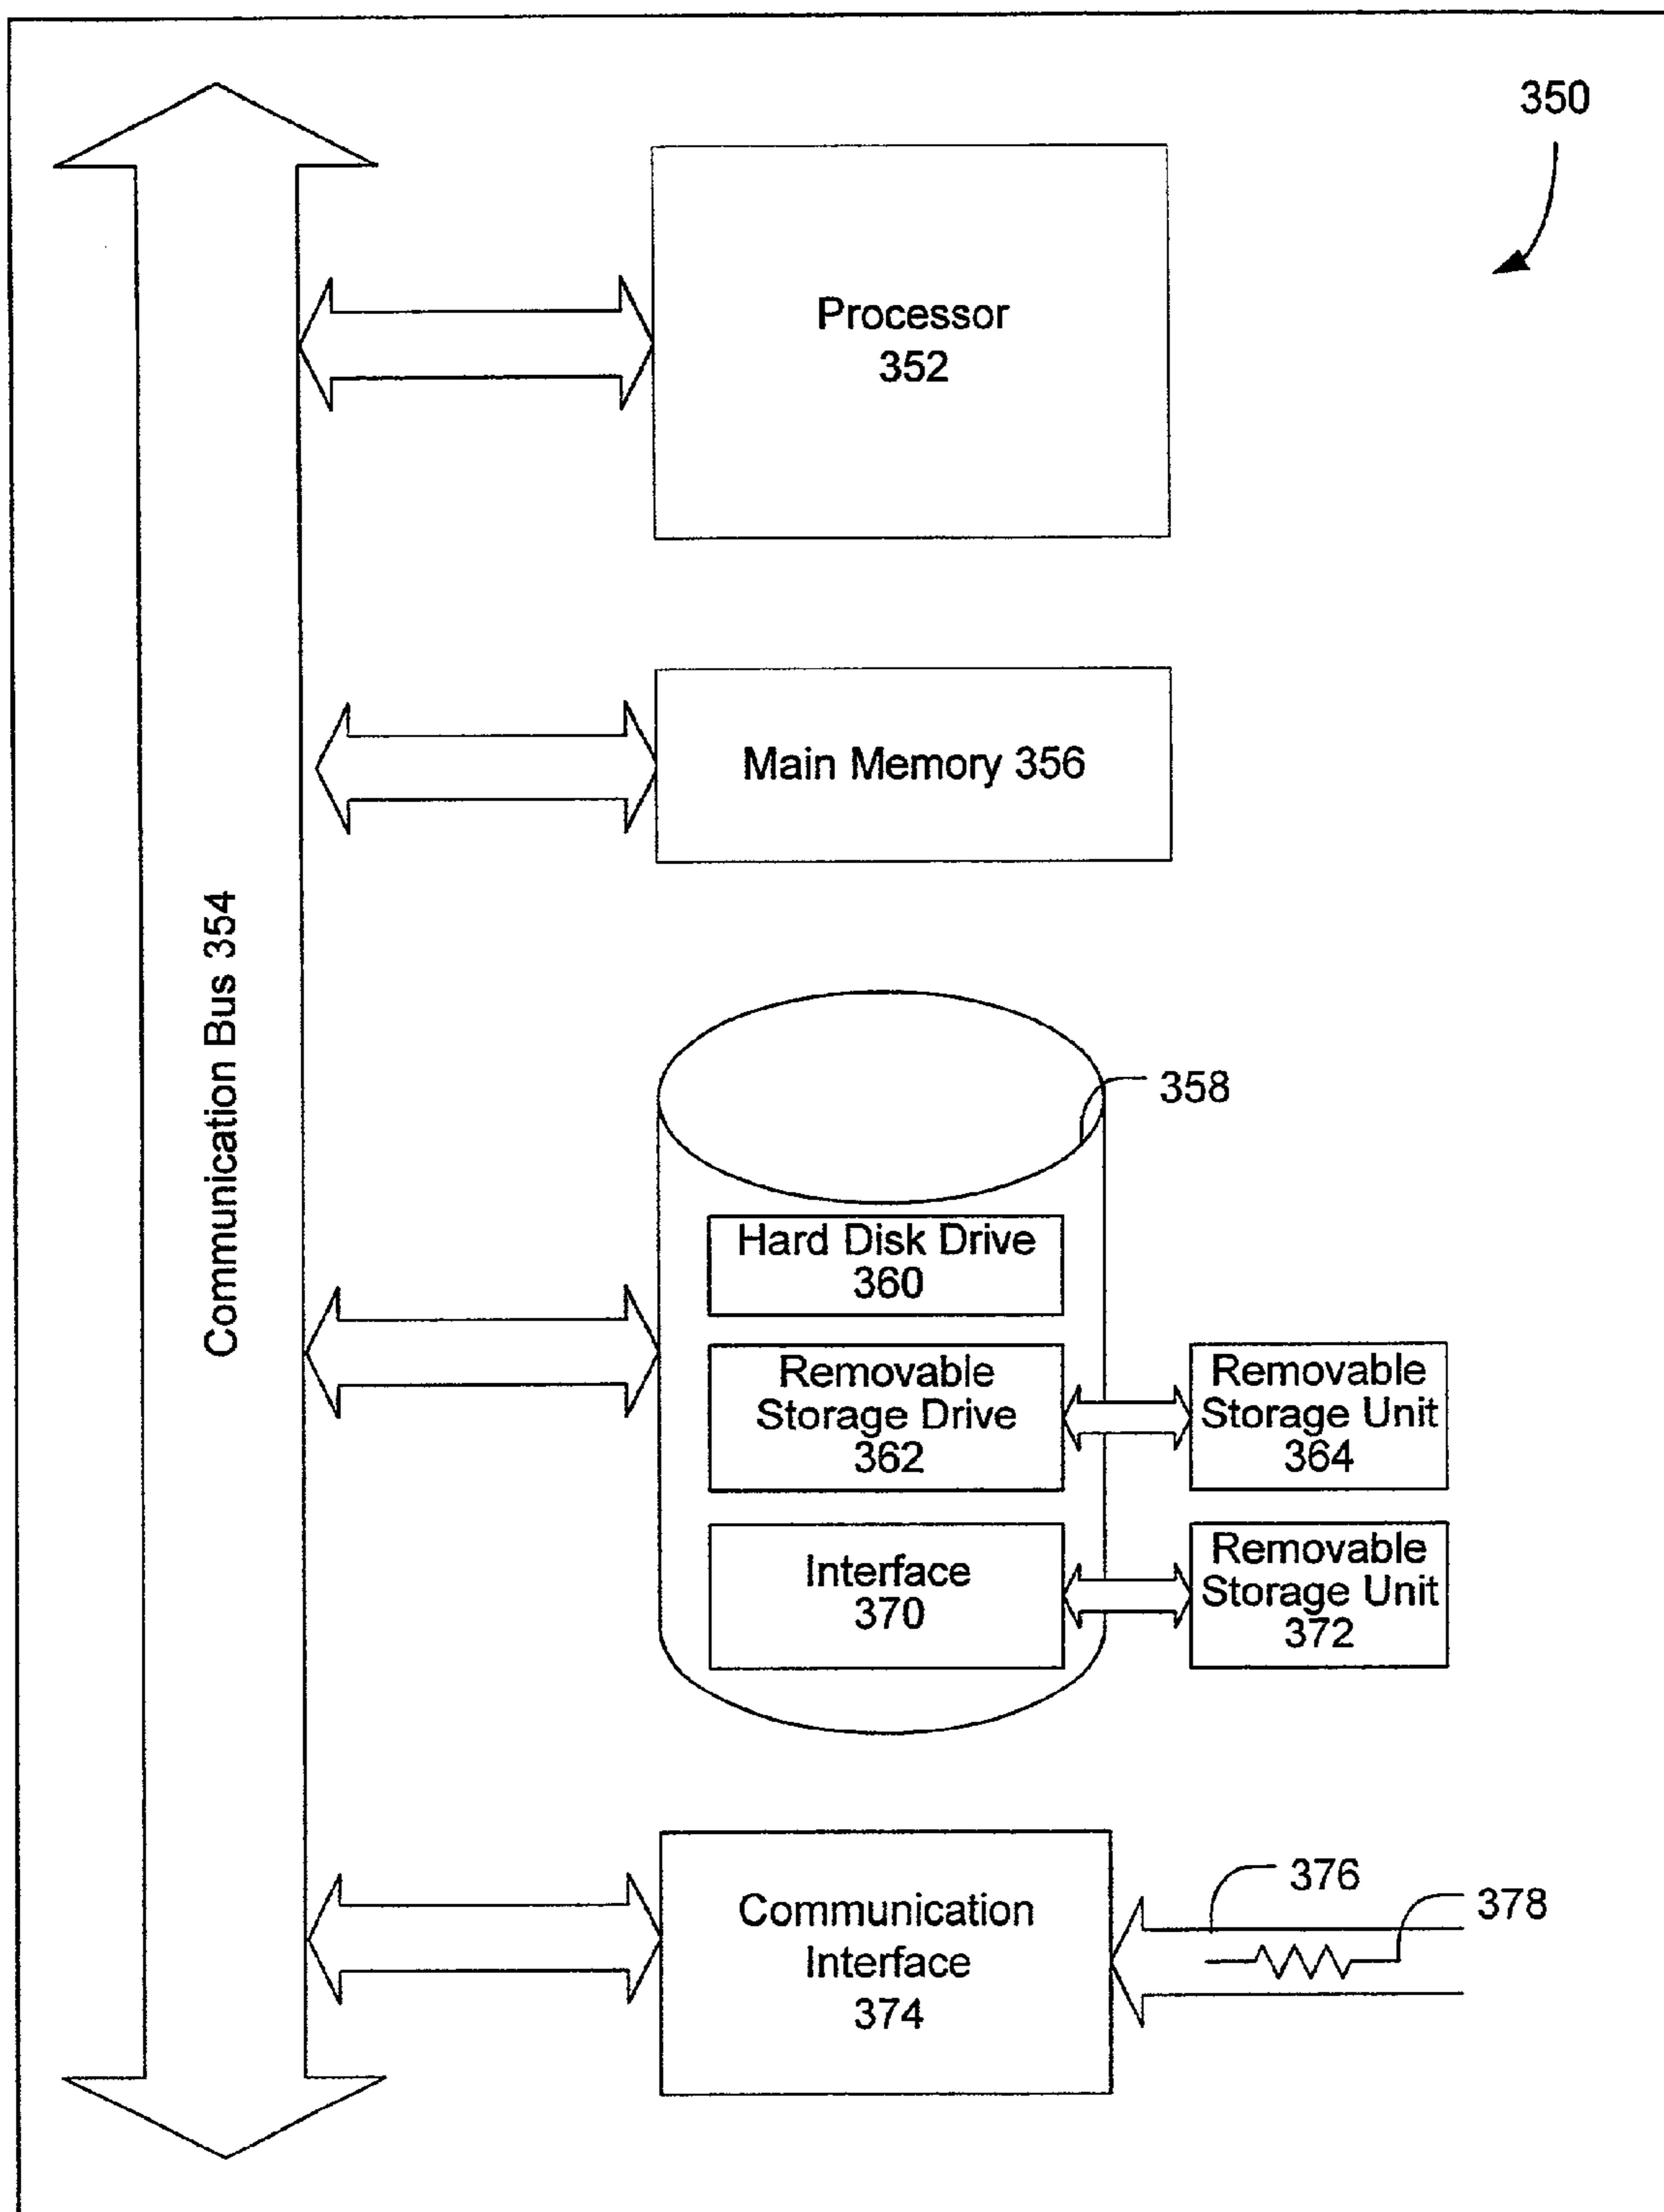 350
Processor
352
Main Memory 356
Communication Bus 354
358
Hard Disk Drive
360
Removable
Storage Drive
362
Removable
Storage Unit
364
Interface
370
Removable
Storage Unit
372
Communication
Interface
374
376
378